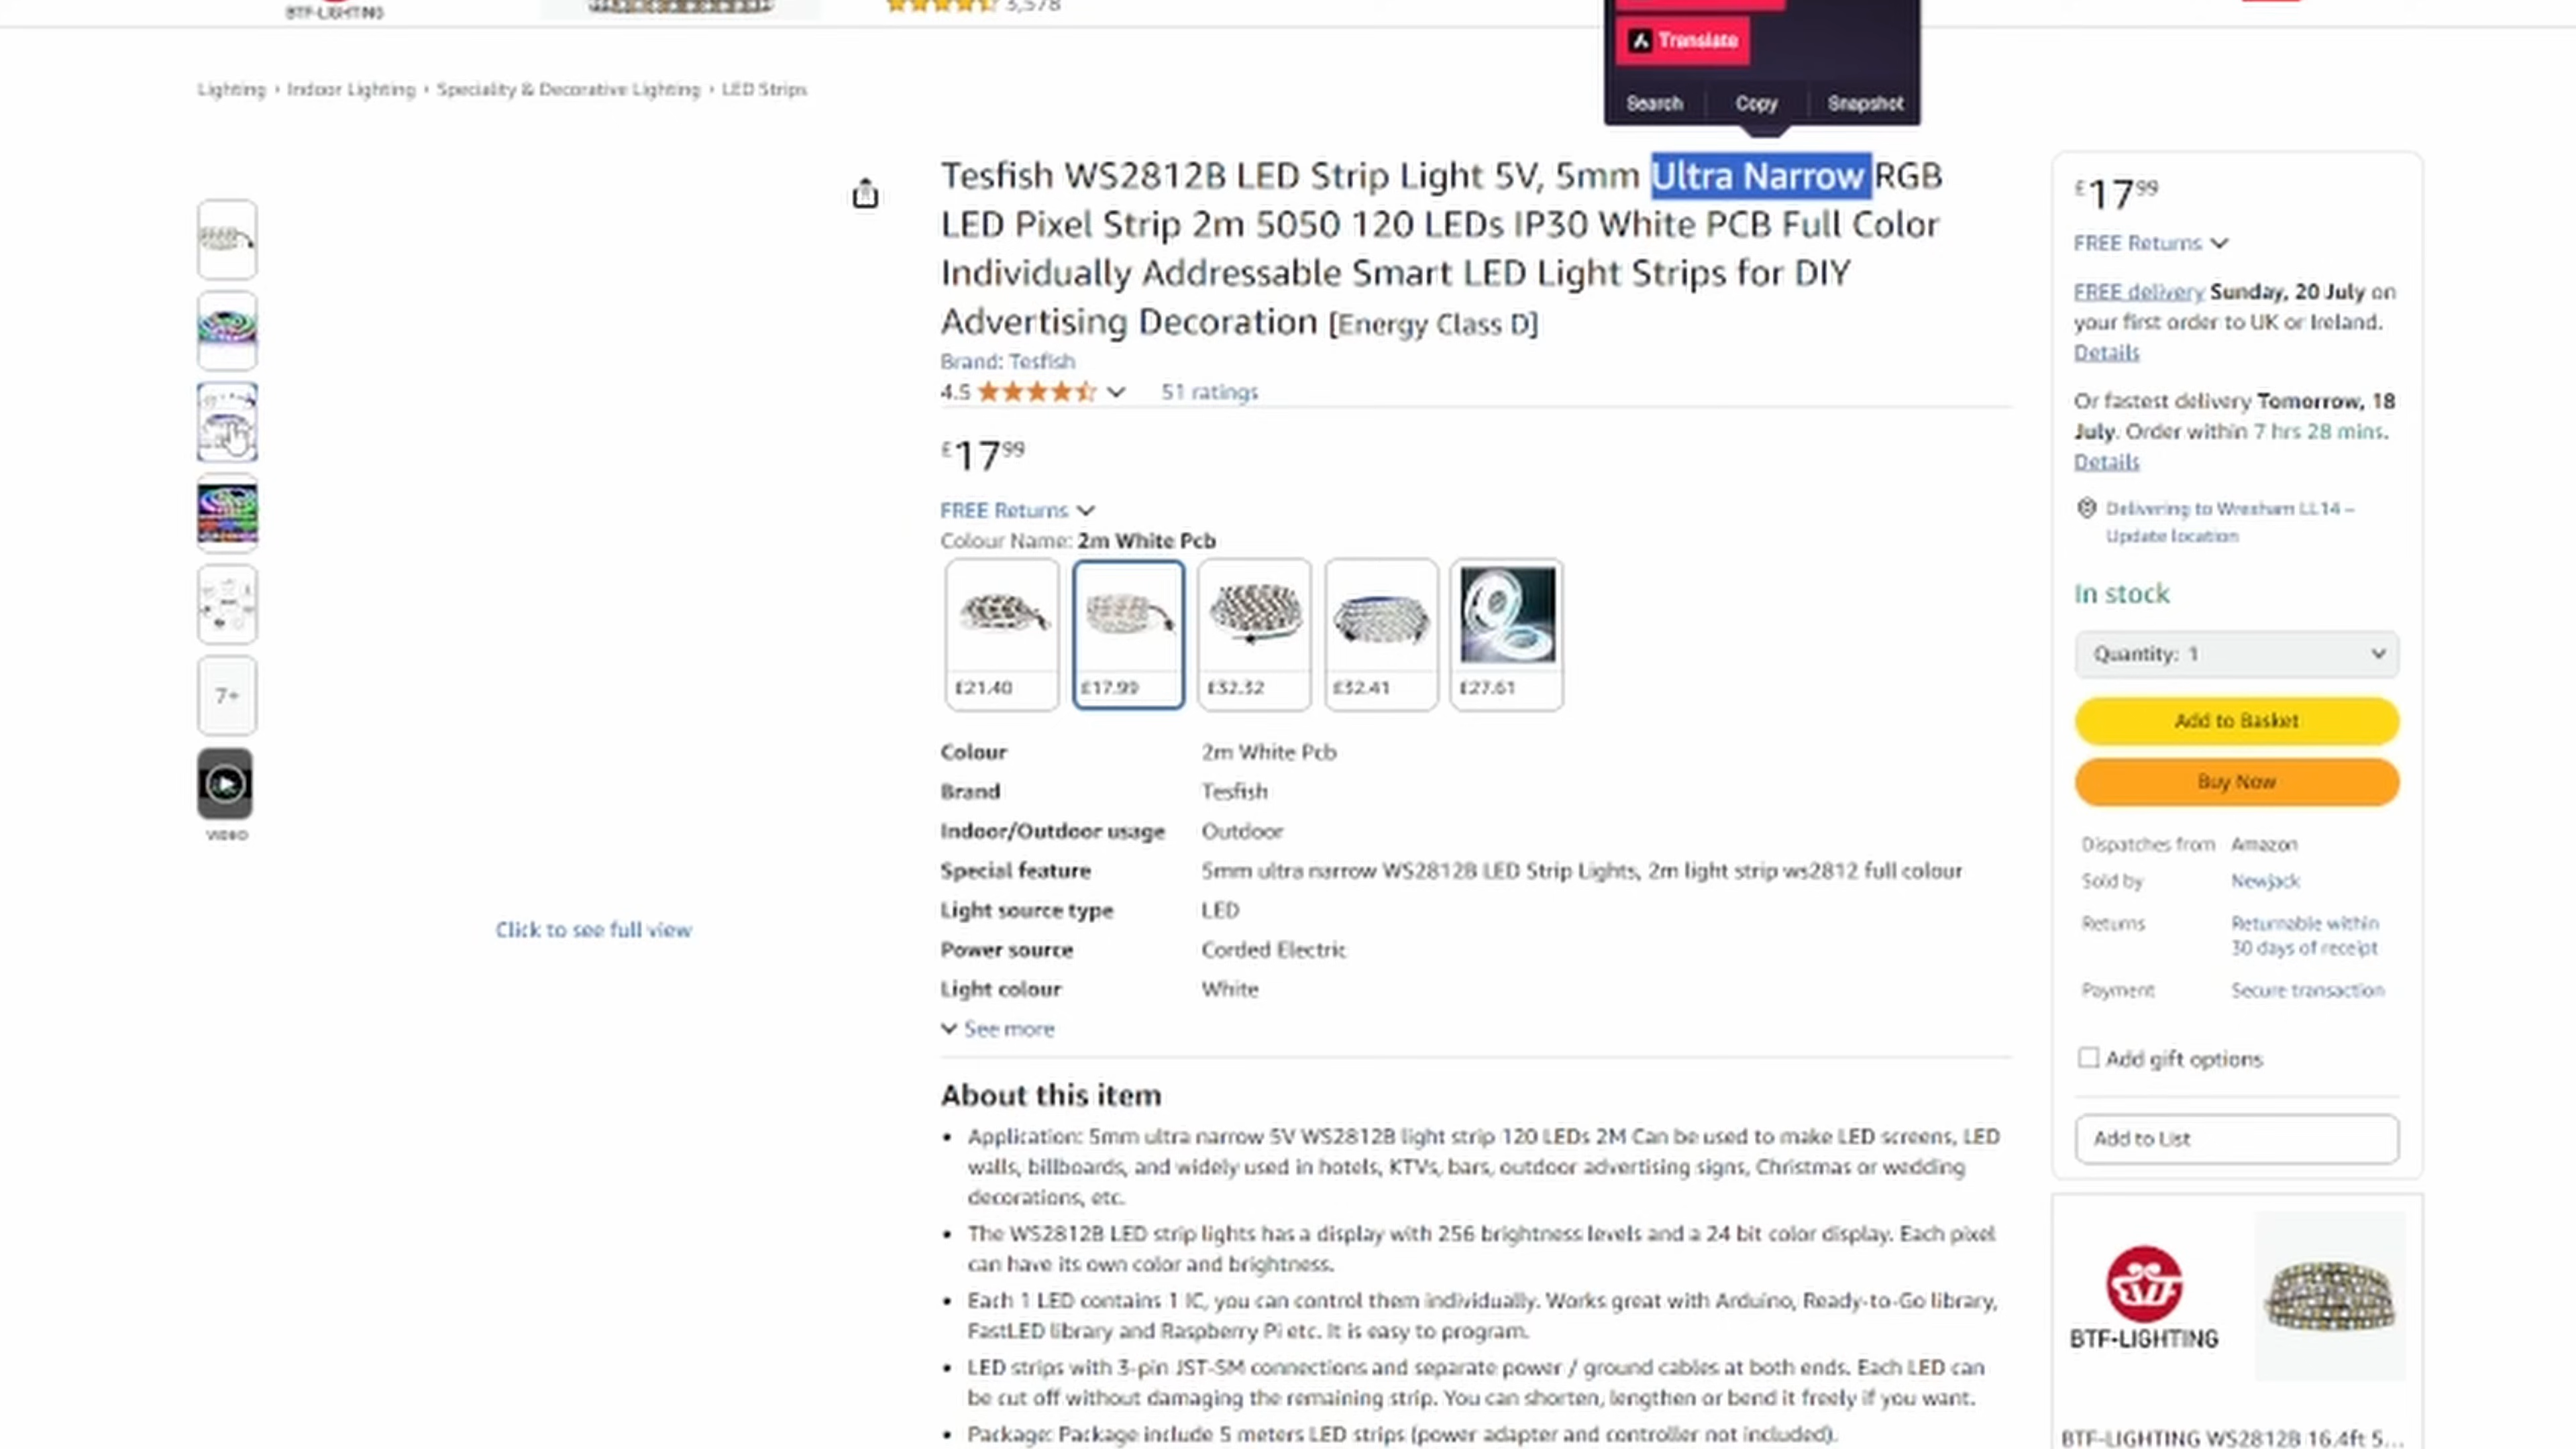 BTF-LIGHTING
3,578
Translate
Search Copy Snapshot
Lighting › Indoor Lighting › Speciality & Decorative Lighting › LED Strips
Tesfish WS2812B LED Strip Light 5V, 5mm Ultra Narrow RGB
LED Pixel Strip 2m 5050 120 LEDs IP30 White PCB Full Color
Individually Addressable Smart LED Light Strips for DIY
Advertising Decoration [Energy Class D]
Brand: Tesfish
4.5 51 ratings
£17 99
FREE Returns
Colour Name: 2m White Pcb
£21.40 £17.99 £32.32 £32.41 £27.61
Colour 2m White Pcb
Brand Tesfish
Indoor/Outdoor usage Outdoor
Special feature 5mm ultra narrow WS2812B LED Strip Lights, 2m light strip ws2812 full colour
Light source type LED
Power source Corded Electric
Light colour White
See more
About this item
• Application: 5mm ultra narrow 5V WS2812B light strip 120 LEDs 2M Can be used to make LED screens, LED
walls, billboards, and widely used in hotels, KTVs, bars, outdoor advertising signs, Christmas or wedding
decorations, etc.
• The WS2812B LED strip lights has a display with 256 brightness levels and a 24 bit color display. Each pixel
can have its own color and brightness.
• Each 1 LED contains 1 IC, you can control them individually. Works great with Arduino, Ready-to-Go library,
FastLED library and Raspberry Pi etc. It is easy to program.
• LED strips with 3-pin JST-SM connections and separate power / ground cables at both ends. Each LED can
be cut off without damaging the remaining strip. You can shorten, lengthen or bend it freely if you want.
• Package: Package include 5 meters LED strips (power adapter and controller not included).
7+
VIDEO
Click to see full view
£17 99
FREE Returns
FREE delivery Sunday, 20 July on
your first order to UK or Ireland.
Details
Or fastest delivery Tomorrow, 18
July. Order within 7 hrs 28 mins.
Details
Delivering to Wrexham LL14 –
Update location
In stock
Quantity: 1
Add to Basket
Buy Now
Dispatches from Amazon
Sold by Newjack
Returns Returnable within
30 days of receipt
Payment Secure transaction
Add gift options
Add to List
BTF-LIGHTING
BTF-LIGHTING WS2812B 16.4ft 5...